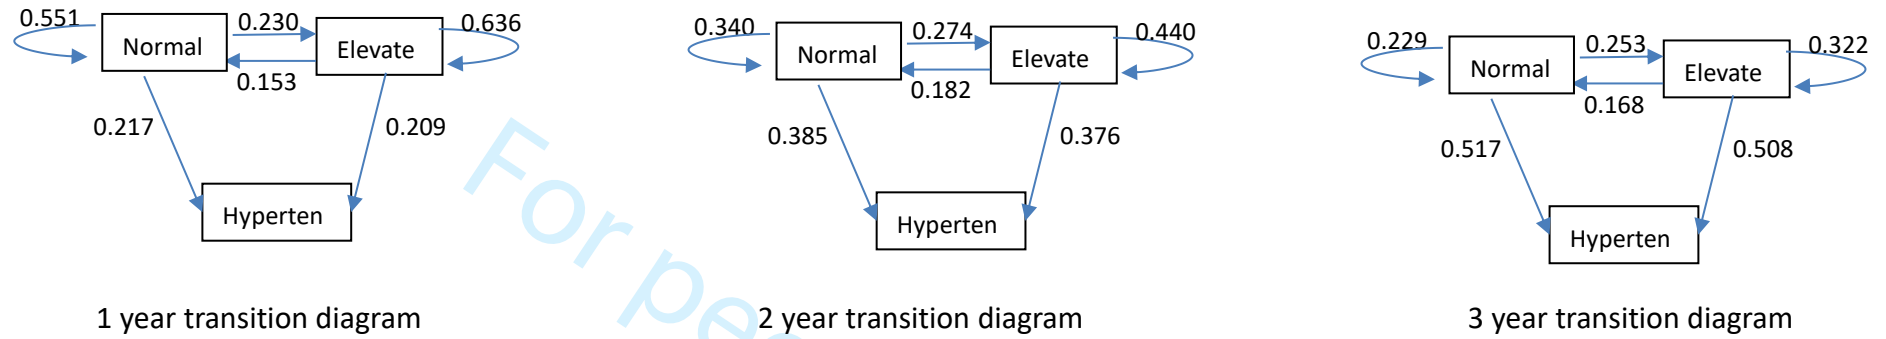 0.551
0.230
0.636
Normal
Elevate
0.153
0.217
0.209
Hyperten
1 year transition diagram
0.340
0.274
0.440
Normal
Elevate
0.182
0.385
0.376
Hyperten
2 year transition diagram
0.229
0.253
0.322
Normal
Elevate
0.168
0.517
0.508
Hyperten
3 year transition diagram
For pee